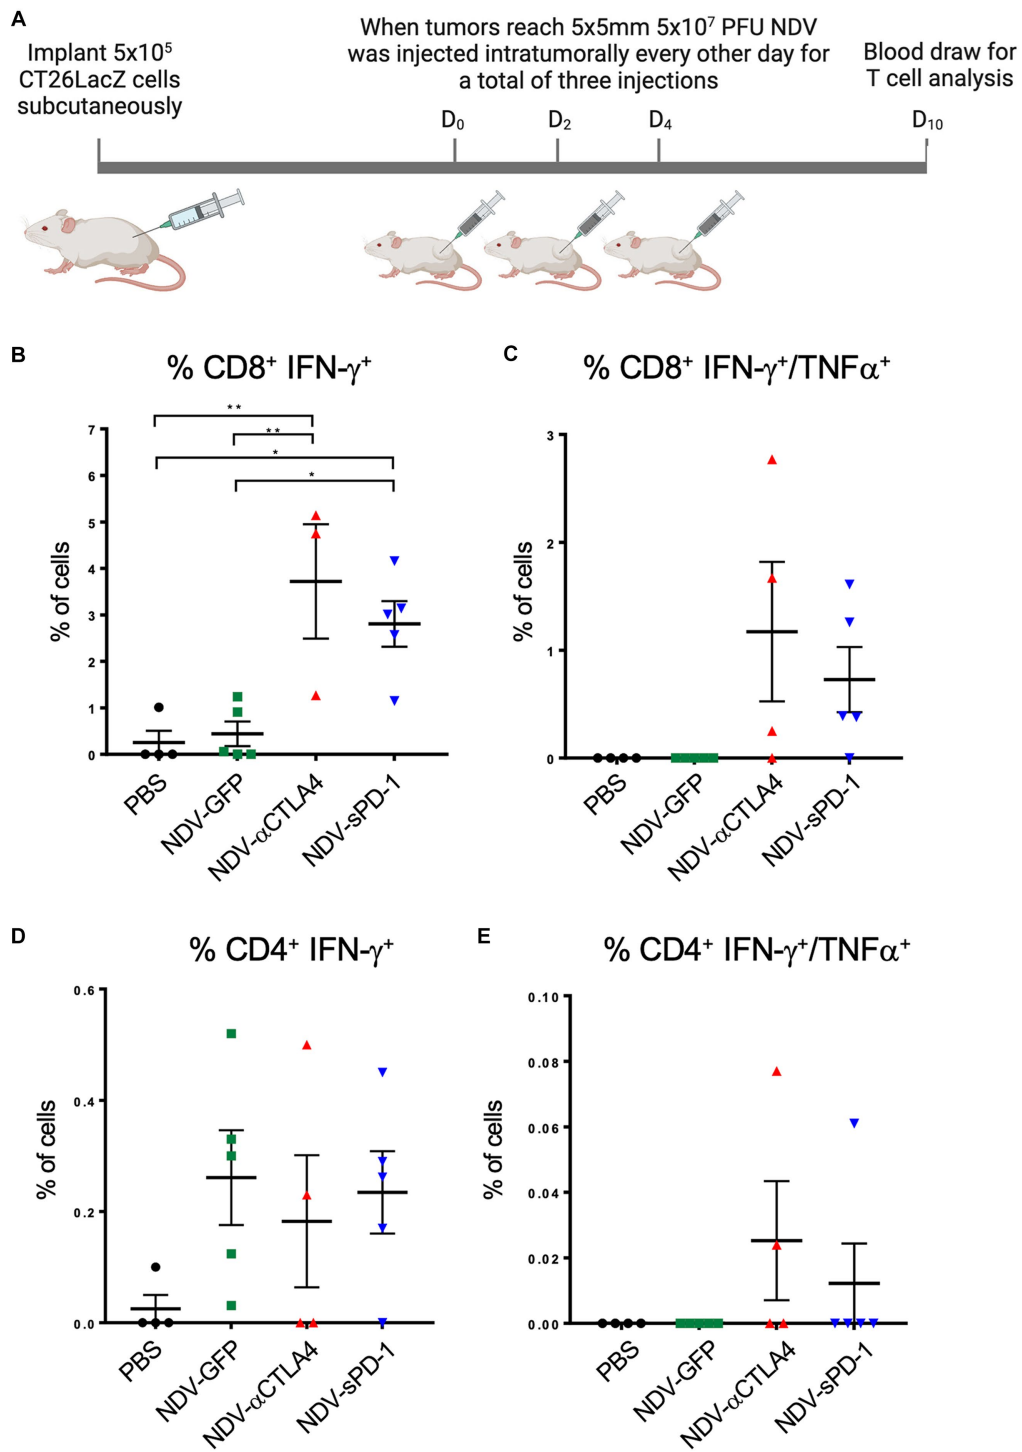 A
Implant 5x10⁵
CT26LacZ cells
subcutaneously
When tumors reach 5x5mm 5x10⁷ PFU NDV
was injected intratumorally every other day for
a total of three injections
Blood draw for
T cell analysis
D₀ D₂ D₄ D₁₀
B
% CD8⁺ IFN-γ⁺
**
**
*
*
% of cells
7
6
5
4
3
2
1
0
PBS
NDV-GFP
NDV-αCTLA4
NDV-sPD-1
C
% CD8⁺ IFN-γ⁺/TNFα⁺
% of cells
3
2
1
0
PBS
NDV-GFP
NDV-αCTLA4
NDV-sPD-1
D
% CD4⁺ IFN-γ⁺
% of cells
0.6
0.4
0.2
0.0
PBS
NDV-GFP
NDV-αCTLA4
NDV-sPD-1
E
% CD4⁺ IFN-γ⁺/TNFα⁺
% of cells
0.10
0.08
0.06
0.04
0.02
0.00
PBS
NDV-GFP
NDV-αCTLA4
NDV-sPD-1